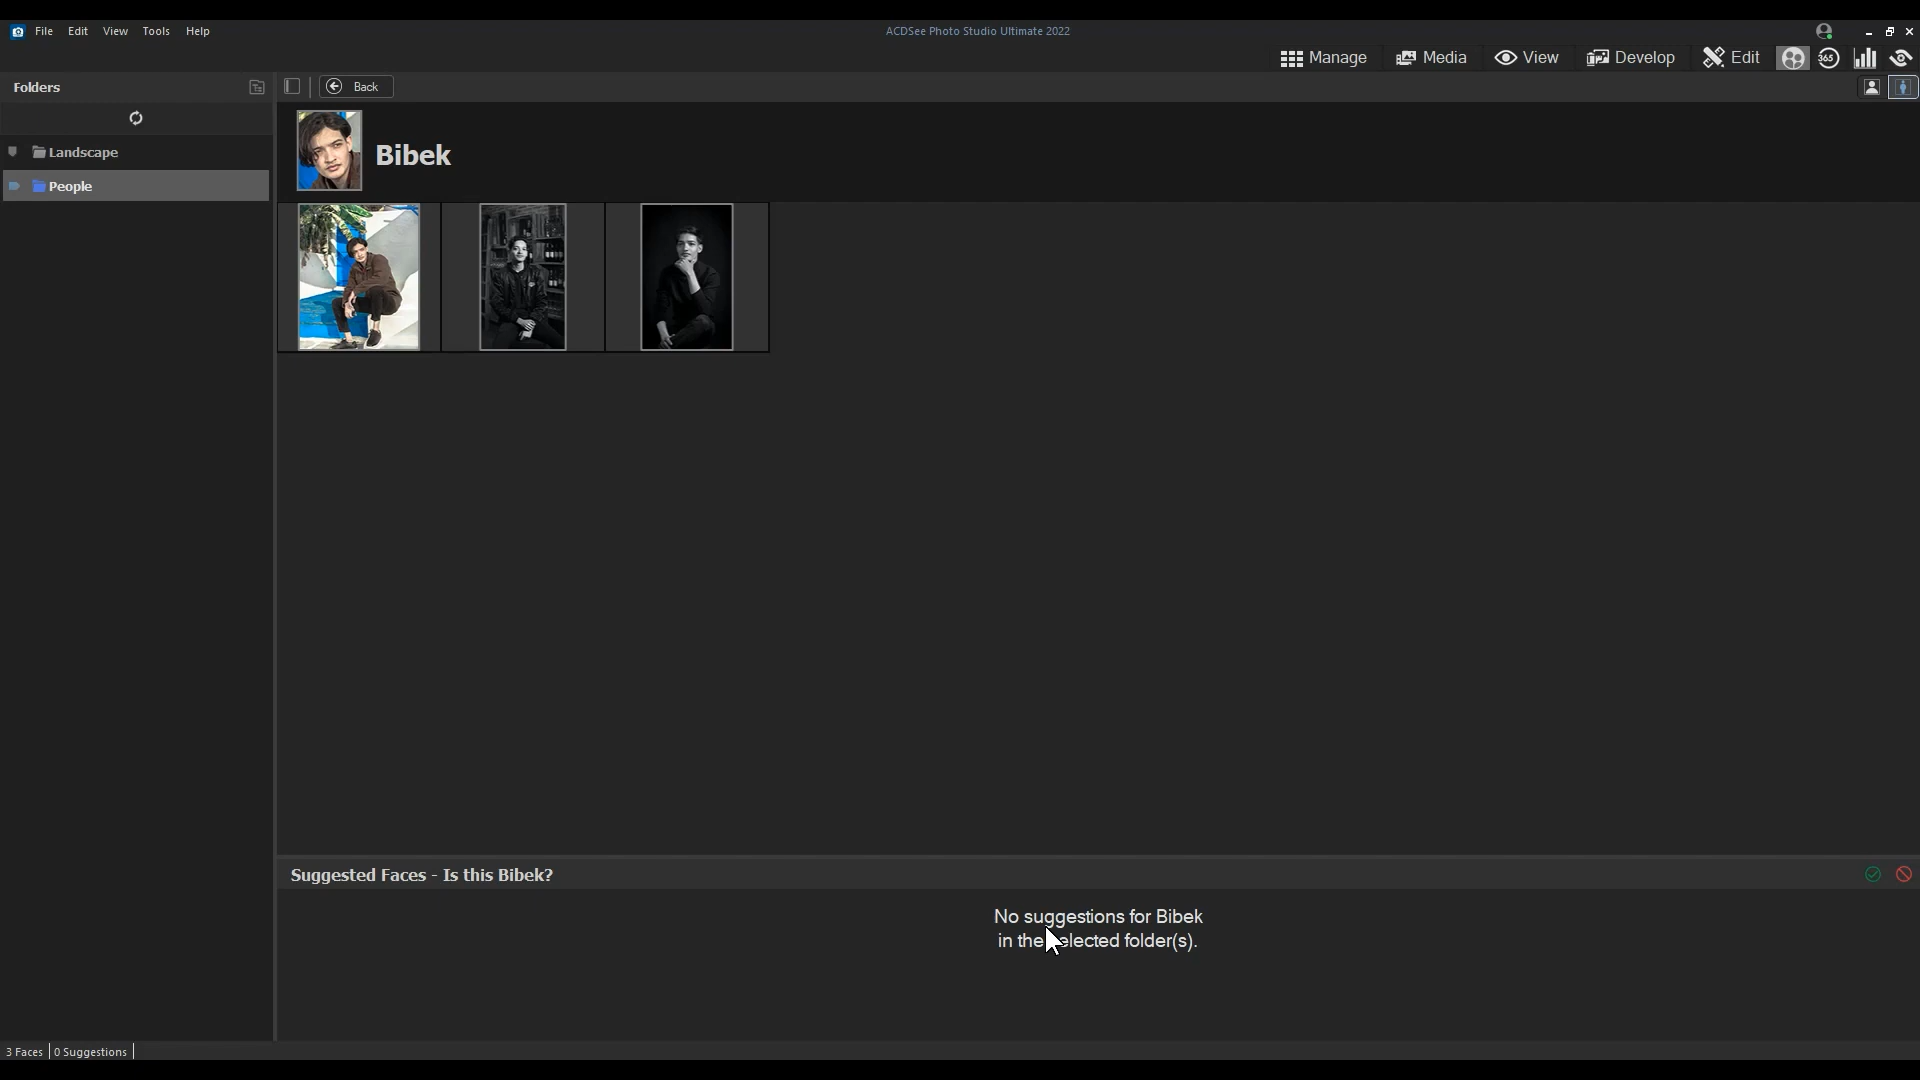 File Edit View Tools Help
ACDSee Photo Studio Ultimate 2022
Manage Media View Develop Edit 365
Folders
Back
Landscape
People
Bibek
Suggested Faces - Is this Bibek?
No suggestions for Bibek
in the selected folder(s).
3 Faces 0 Suggestions